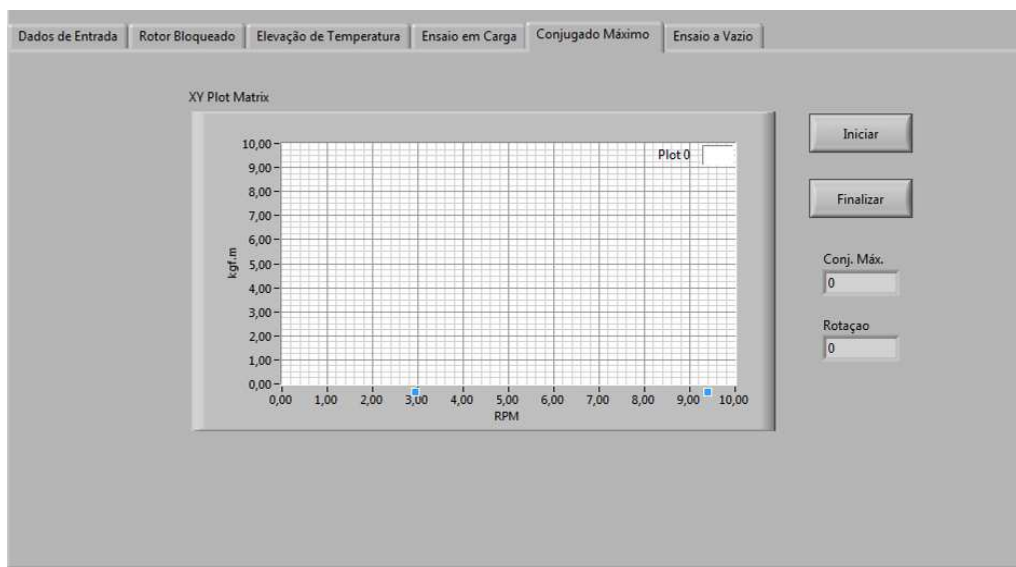 Dados de Entrada Rotor Bloqueado Elevação de Temperatura Ensaio em Carga Conjugado Máximo Ensaio a Vazio
XY Plot Matrix
Iniciar
Finalizar
Conj. Máx.
0
Rotaçao
0
Plot 0
10,00
9,00
8,00
7,00
6,00
5,00
4,00
3,00
2,00
1,00
0,00
kgf.m
0,00 1,00 2,00 3,00 4,00 5,00 6,00 7,00 8,00 9,00 10,00
RPM